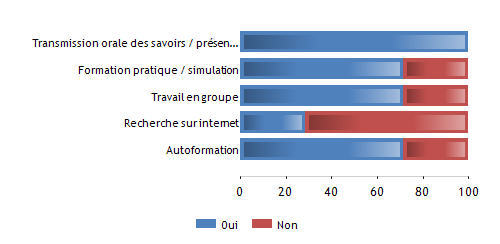 Transmission orale des savoirs / présen...
Formation pratique / simulation
Travail en groupe
Recherche sur internet
Autoformation
0 20 40 60 80 100
Oui Non